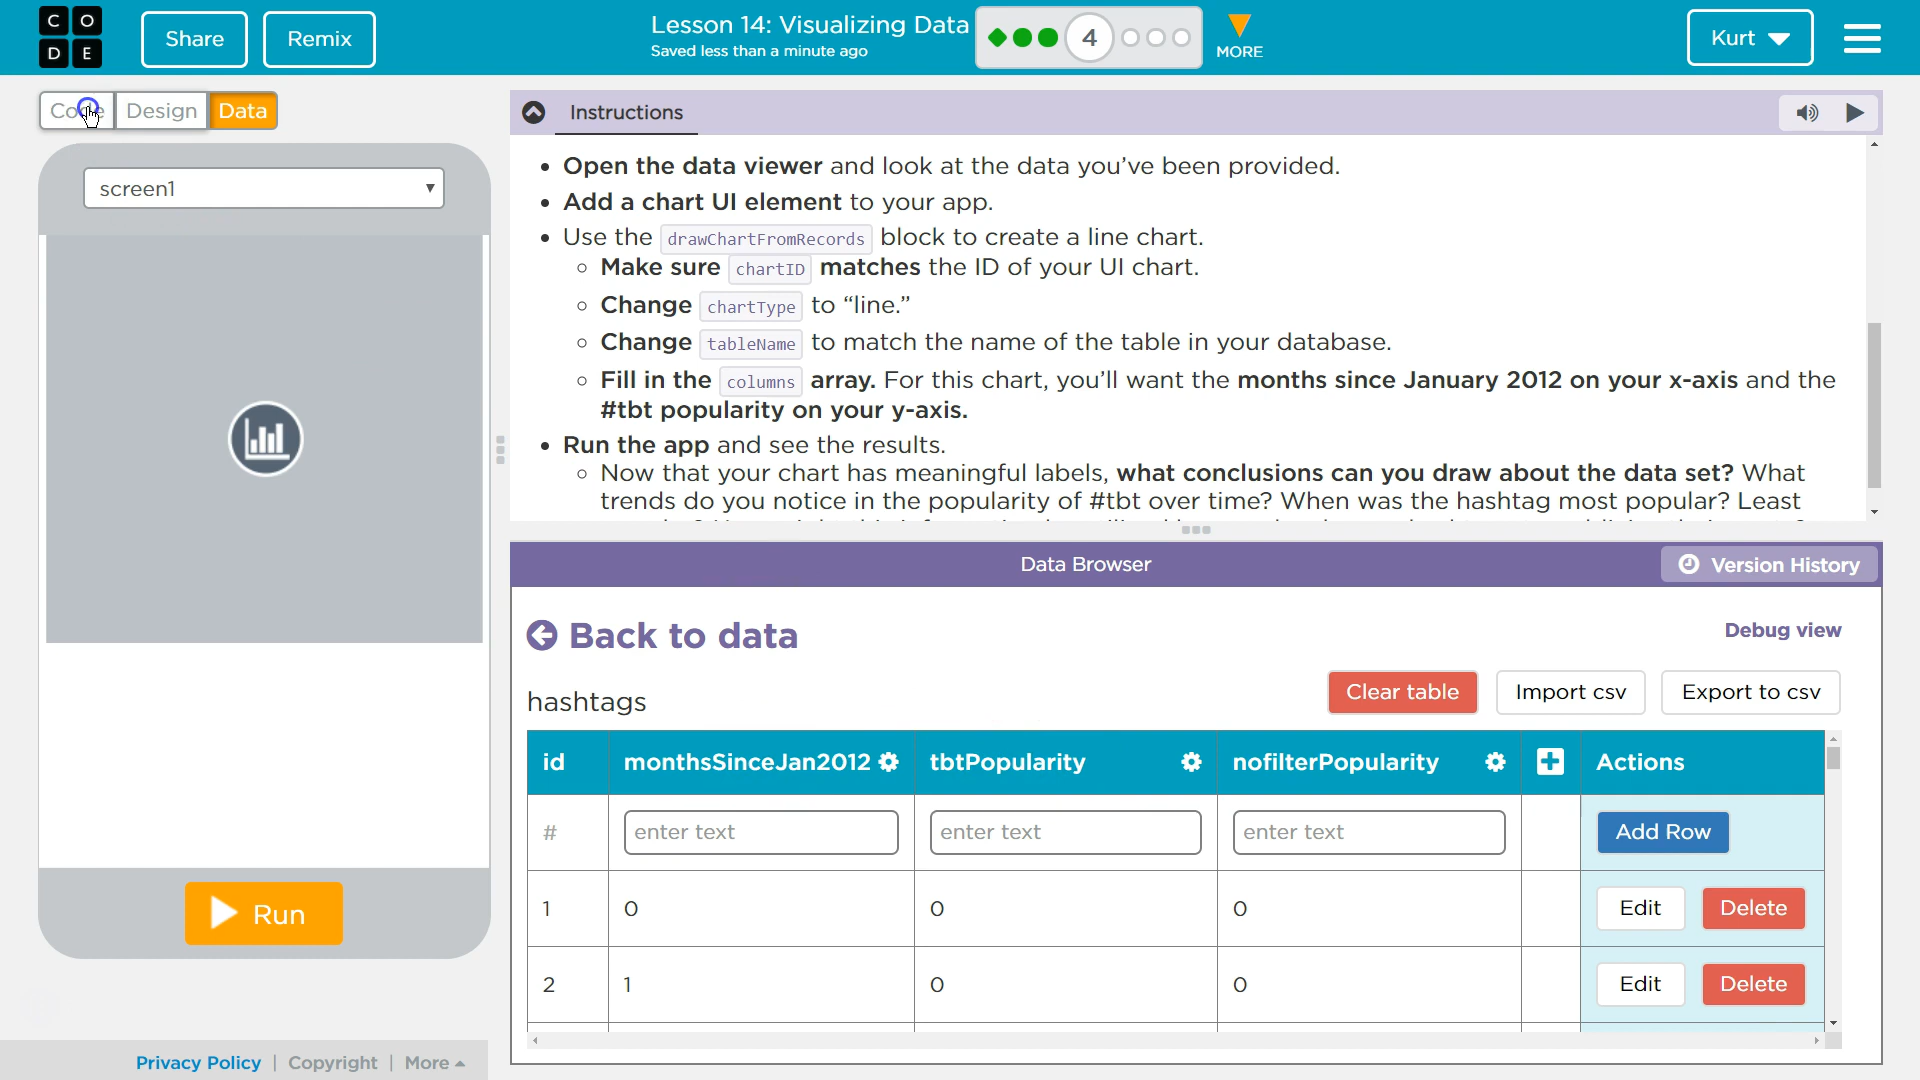 C O
D E
Share
Remix
Lesson 14: Visualizing Data
Saved less than a minute ago
4
MORE
Kurt
Code
Design
Data
screen1
Run
Privacy Policy | Copyright | More
Instructions
Open the data viewer and look at the data you’ve been provided.
Add a chart UI element to your app.
Use the drawChartFromRecords block to create a line chart.
Make sure chartID matches the ID of your UI chart.
Change chartType to “line.”
Change tableName to match the name of the table in your database.
Fill in the columns array. For this chart, you’ll want the months since January 2012 on your x-axis and the
#tbt popularity on your y-axis.
Run the app and see the results.
Now that your chart has meaningful labels, what conclusions can you draw about the data set? What
trends do you notice in the popularity of #tbt over time? When was the hashtag most popular? Least
Data Browser
Version History
Back to data
Debug view
hashtags
Clear table
Import csv
Export to csv
id monthsSinceJan2012 tbtPopularity nofilterPopularity Actions
# enter text enter text enter text Add Row
1 0 0 0 Edit Delete
2 1 0 0 Edit Delete